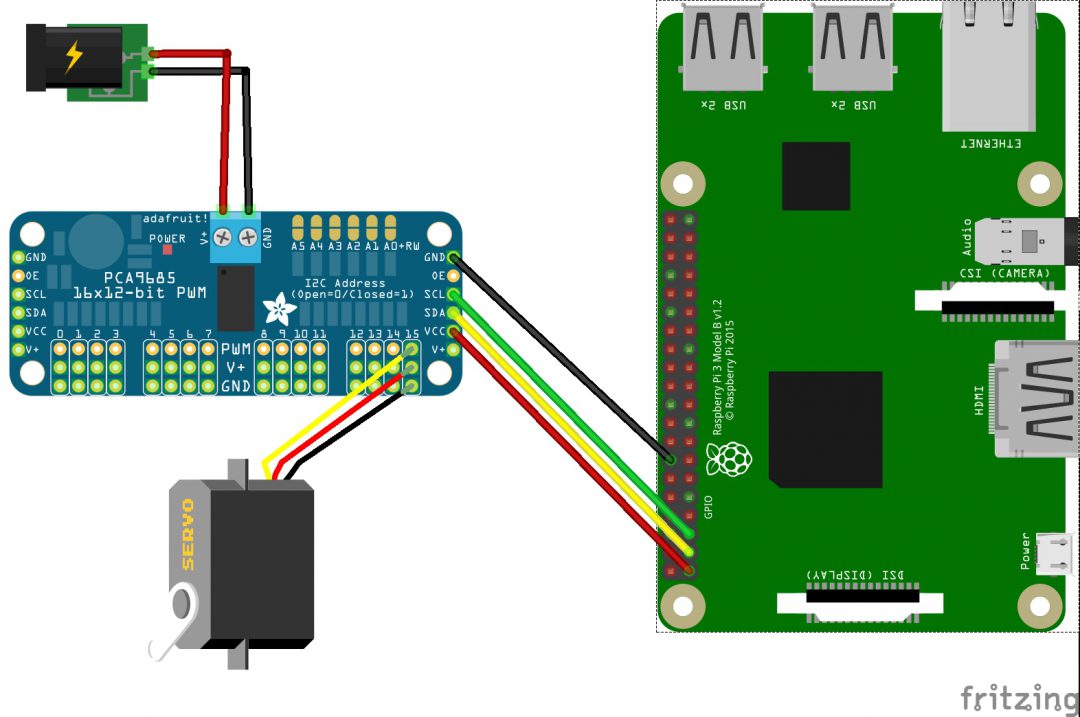 adafruit!
POWER
V+
GND
A5 A4 A3 A2 A1 A0+RW
I2C Address
(Open=0/Closed=1)
PCA9685
16x12-bit PWM
GND
OE
SCL
SDA
VCC
V+
GND
OE
SCL
SDA
VCC
V+
0 1 2 3 4 5 6 7 8 9 10 11 12 13 14 15
PWM
V+
GND
SERVO
USB 2x
USB 2x
ETHERNET
Audio
CSI (CAMERA)
Raspberry Pi 3 Model B v1.2
© Raspberry Pi 2015
HDMI
GPIO
Power
DSI (DISPLAY)
fritzing